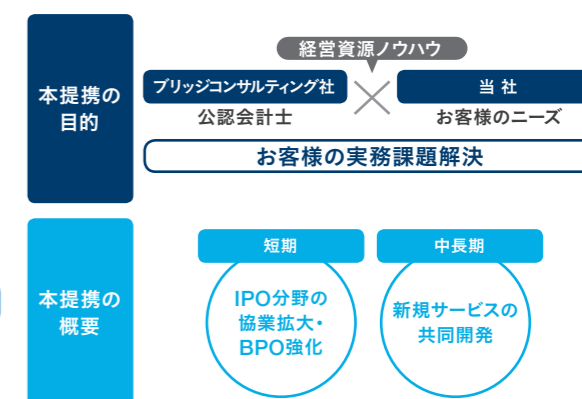 本提携の
目的
経営資源ノウハウ
ブリッジコンサルティング社
当 社
公認会計士
お客様のニーズ
お客様の実務課題解決
本提携の
概要
短期
中長期
IPO分野の
協業拡大・
BPO強化
新規サービスの
共同開発